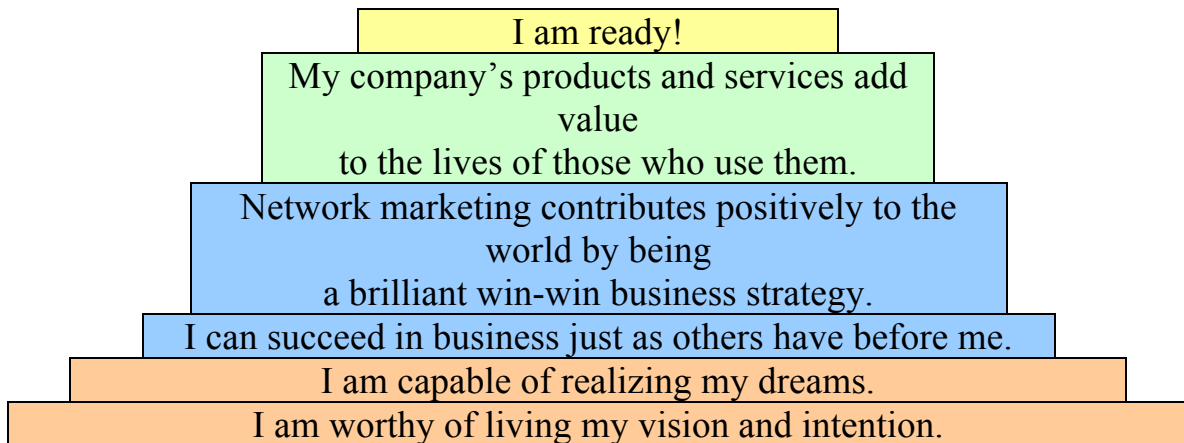 I am ready!
My company’s products and services add
value
to the lives of those who use them.
Network marketing contributes positively to the
world by being
a brilliant win-win business strategy.
I can succeed in business just as others have before me.
I am capable of realizing my dreams.
I am worthy of living my vision and intention.